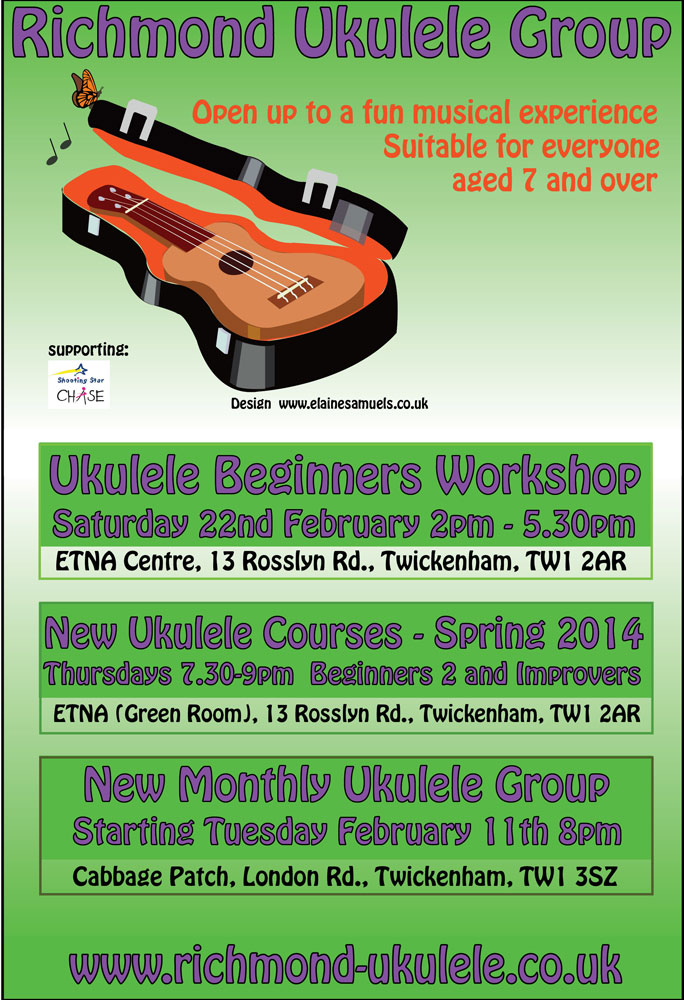 Richmond Ukulele Group
Open up to a fun musical experience
Suitable for everyone
aged 7 and over
supporting:
Shooting Star
CHASE
Design www.elainesamuels.co.uk
Ukulele Beginners Workshop
Saturday 22nd February 2pm - 5.30pm
ETNA Centre, 13 Rosslyn Rd., Twickenham, TW1 2AR
New Ukulele Courses - Spring 2014
Thursdays 7.30-9pm Beginners 2 and Improvers
ETNA (Green Room), 13 Rosslyn Rd., Twickenham, TW1 2AR
New Monthly Ukulele Group
Starting Tuesday February 11th 8pm
Cabbage Patch, London Rd., Twickenham, TW1 3SZ
www.richmond-ukulele.co.uk